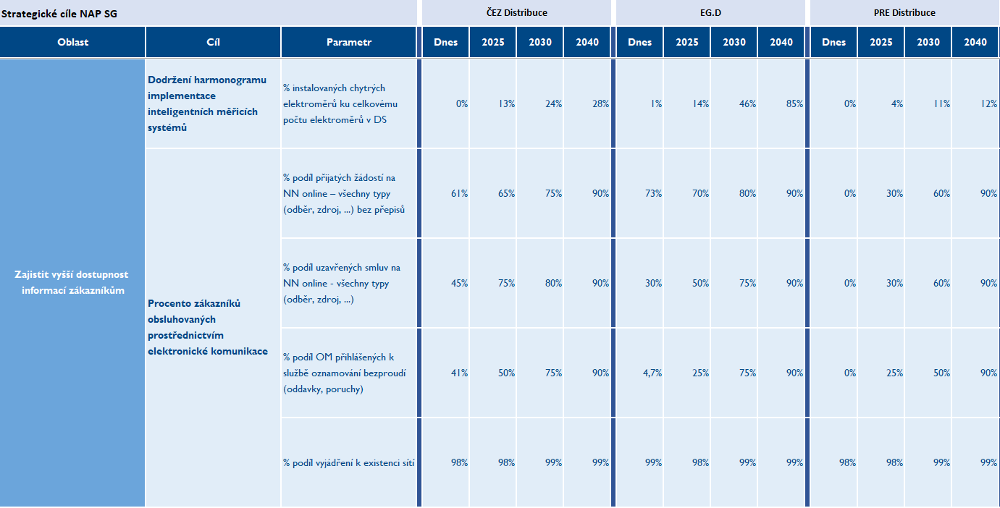 Strategické cíle NAP SG
ČEZ Distribuce
EG.D
PRE Distribuce
Oblast
Cíl
Parametr
Dnes
2025
2030
2040
Dnes
2025
2030
2040
Dnes
2025
2030
2040
Zajistit vyšší dostupnost
informací zákazníkům
Dodržení harmonogramu
implementace
inteligentních měřicích
systémů
% instalovaných chytrých
elektroměrů ku celkovému
počtu elektroměrů v DS
0%
13%
24%
28%
1%
14%
46%
85%
0%
4%
11%
12%
Procento zákazníků
obsluhovaných
prostřednictvím
elektronické komunikace
% podíl přijatých žádostí na
NN online – všechny typy
(odběr, zdroj, ...) bez přepisů
61%
65%
75%
90%
73%
70%
80%
90%
0%
30%
60%
90%
% podíl uzavřených smluv na
NN online - všechny typy
(odběr, zdroj, ...)
45%
75%
80%
90%
30%
50%
75%
90%
0%
30%
60%
90%
% podíl OM přihlášených k
službě oznamování bezproudí
(oddavky, poruchy)
41%
50%
75%
90%
4,7%
25%
75%
90%
0%
25%
50%
90%
% podíl vyjádření k existenci sítí
98%
98%
99%
99%
99%
98%
99%
99%
98%
98%
99%
99%